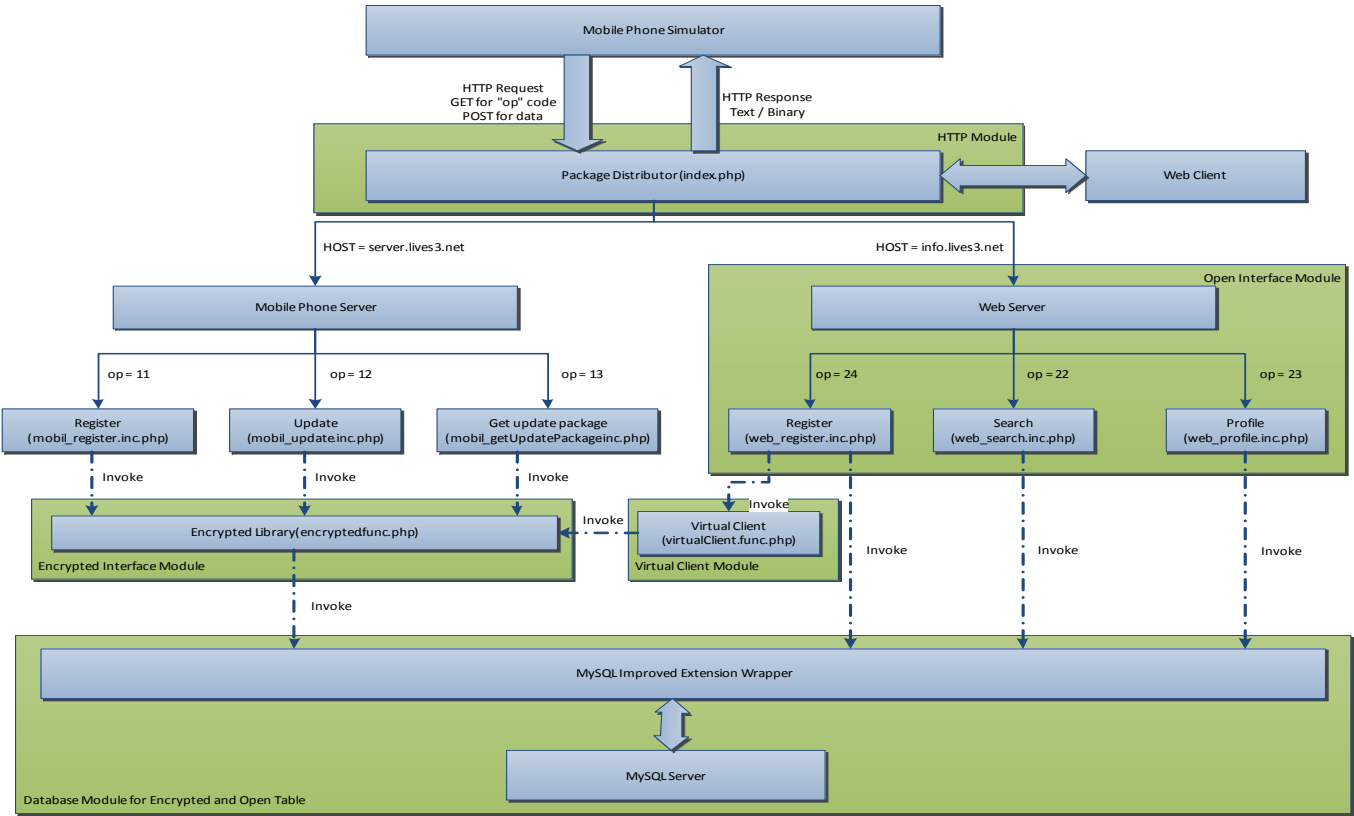 Mobile Phone Simulator
HTTP Request
GET for "op" code
POST for data
HTTP Response
Text / Binary
HTTP Module
Package Distributor(index.php)
Web Client
HOST = server.lives3.net
HOST = info.lives3.net
Open Interface Module
Mobile Phone Server
Web Server
op = 11
op = 12
op = 13
op = 24
op = 22
op = 23
Register
(mobil_register.inc.php)
Update
(mobil_update.inc.php)
Get update package
(mobil_getUpdatePackageinc.php)
Register
(web_register.inc.php)
Search
(web_search.inc.php)
Profile
(web_profile.inc.php)
Invoke
Invoke
Invoke
Invoke
Invoke
Encrypted Library(encryptedfunc.php)
Virtual Client
(virtualClient.func.php)
Invoke
Invoke
Invoke
Encrypted Interface Module
Virtual Client Module
Invoke
MySQL Improved Extension Wrapper
MySQL Server
Database Module for Encrypted and Open Table